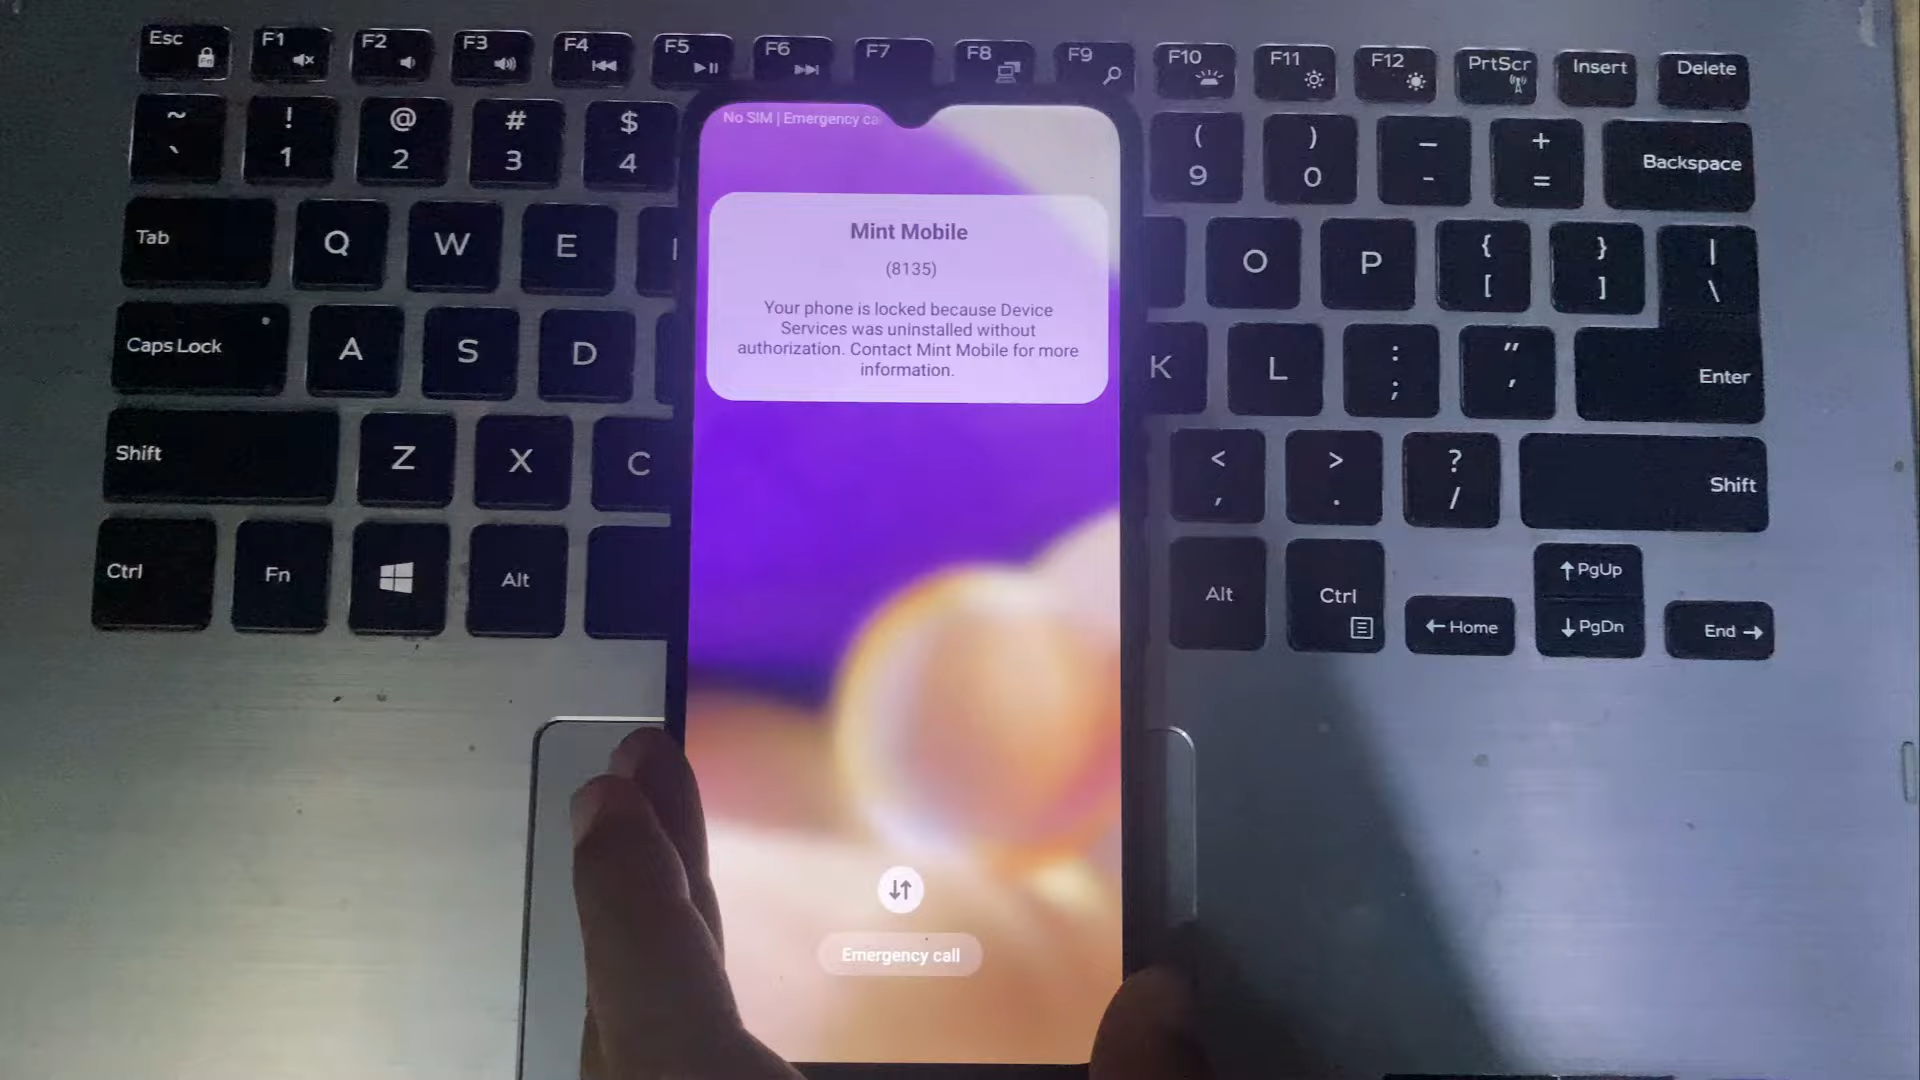 Esc
Fn
F1
F2
F3
F4
F5
F6
F7
F8
F9
F10
F11
F12
PrtScr
Insert
Delete
No SIM | Emergency ca
~
`
!
1
@
2
#
3
$
4
(
9
)
0
_
-
+
=
Backspace
Mint Mobile
(8135)
Your phone is locked because Device
Services was uninstalled without
authorization. Contact Mint Mobile for more
information.
Tab
Q
W
E
O
P
{
[
}
]
|
\
Caps Lock
A
S
D
K
L
:
;
"
'
Enter
Shift
Z
X
C
<
,
>
.
?
/
Shift
Ctrl
Fn
Alt
Alt
Ctrl
← Home
↑ PgUp
↓ PgDn
End →
Emergency call